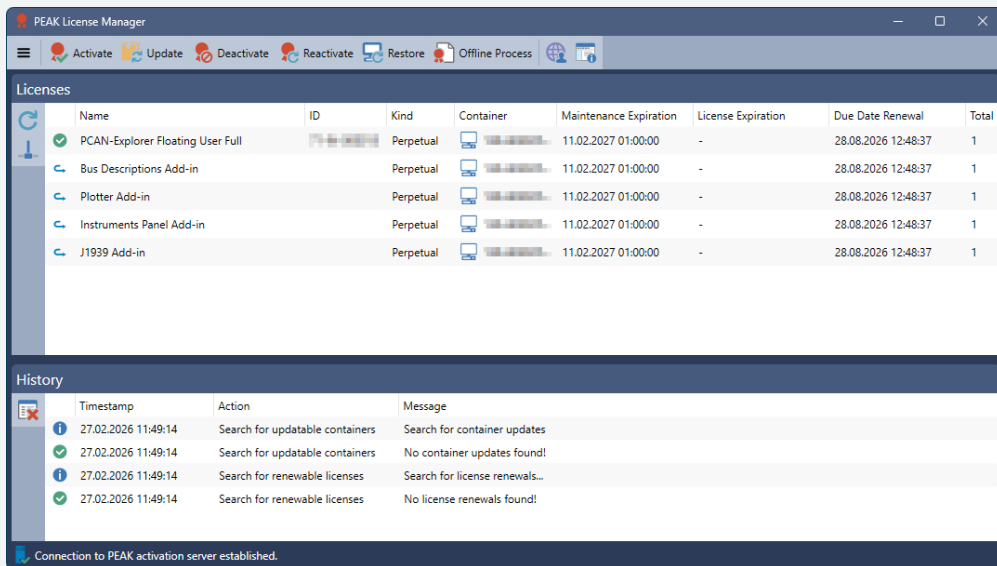 PEAK License Manager
Activate Update Deactivate Reactivate Restore Offline Process
Licenses
Name ID Kind Container Maintenance Expiration License Expiration Due Date Renewal Total
PCAN-Explorer Floating User Full Perpetual 11.02.2027 01:00:00 - 28.08.2026 12:48:37 1
Bus Descriptions Add-in Perpetual 11.02.2027 01:00:00 - 28.08.2026 12:48:37 1
Plotter Add-in Perpetual 11.02.2027 01:00:00 - 28.08.2026 12:48:37 1
Instruments Panel Add-in Perpetual 11.02.2027 01:00:00 - 28.08.2026 12:48:37 1
J1939 Add-in Perpetual 11.02.2027 01:00:00 - 28.08.2026 12:48:37 1
History
Timestamp Action Message
27.02.2026 11:49:14 Search for updatable containers Search for container updates
27.02.2026 11:49:14 Search for updatable containers No container updates found!
27.02.2026 11:49:14 Search for renewable licenses Search for license renewals...
27.02.2026 11:49:14 Search for renewable licenses No license renewals found!
Connection to PEAK activation server established.